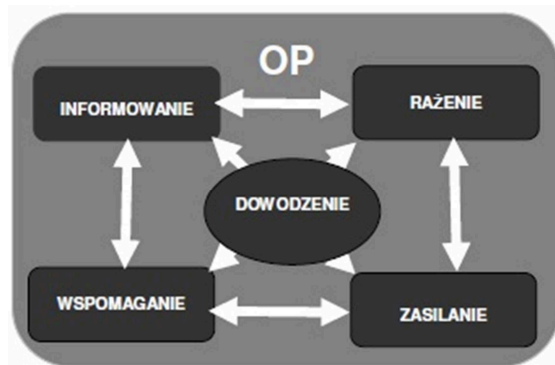 OP
INFORMOWANIE
RAŻENIE
DOWODZENIE
WSPOMAGANIE
ZASILANIE